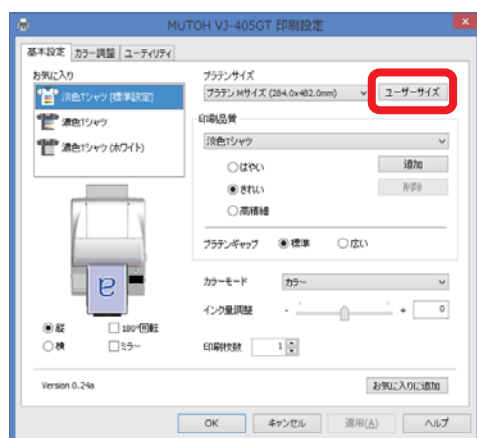 MUTOH VJ-405GT 印刷設定
基本設定 カラー調整 ユーティリティ
お気に入り
淡色Tシャツ [標準設定]
濃色Tシャツ
濃色Tシャツ(ホワイト)
プラテンサイズ
プラテン Mサイズ (284.0x482.0mm)
ユーザーサイズ
印刷品質
淡色Tシャツ
はやい
追加
きれい
削除
高精細
プラテンギャップ 標準 広い
カラーモード カラー
インク量調整 - + 0
a
縦 180°回転
横 ミラー
印刷枚数 1
Version 0.24a
お気に入りに追加
OK キャンセル 適用(A) ヘルプ